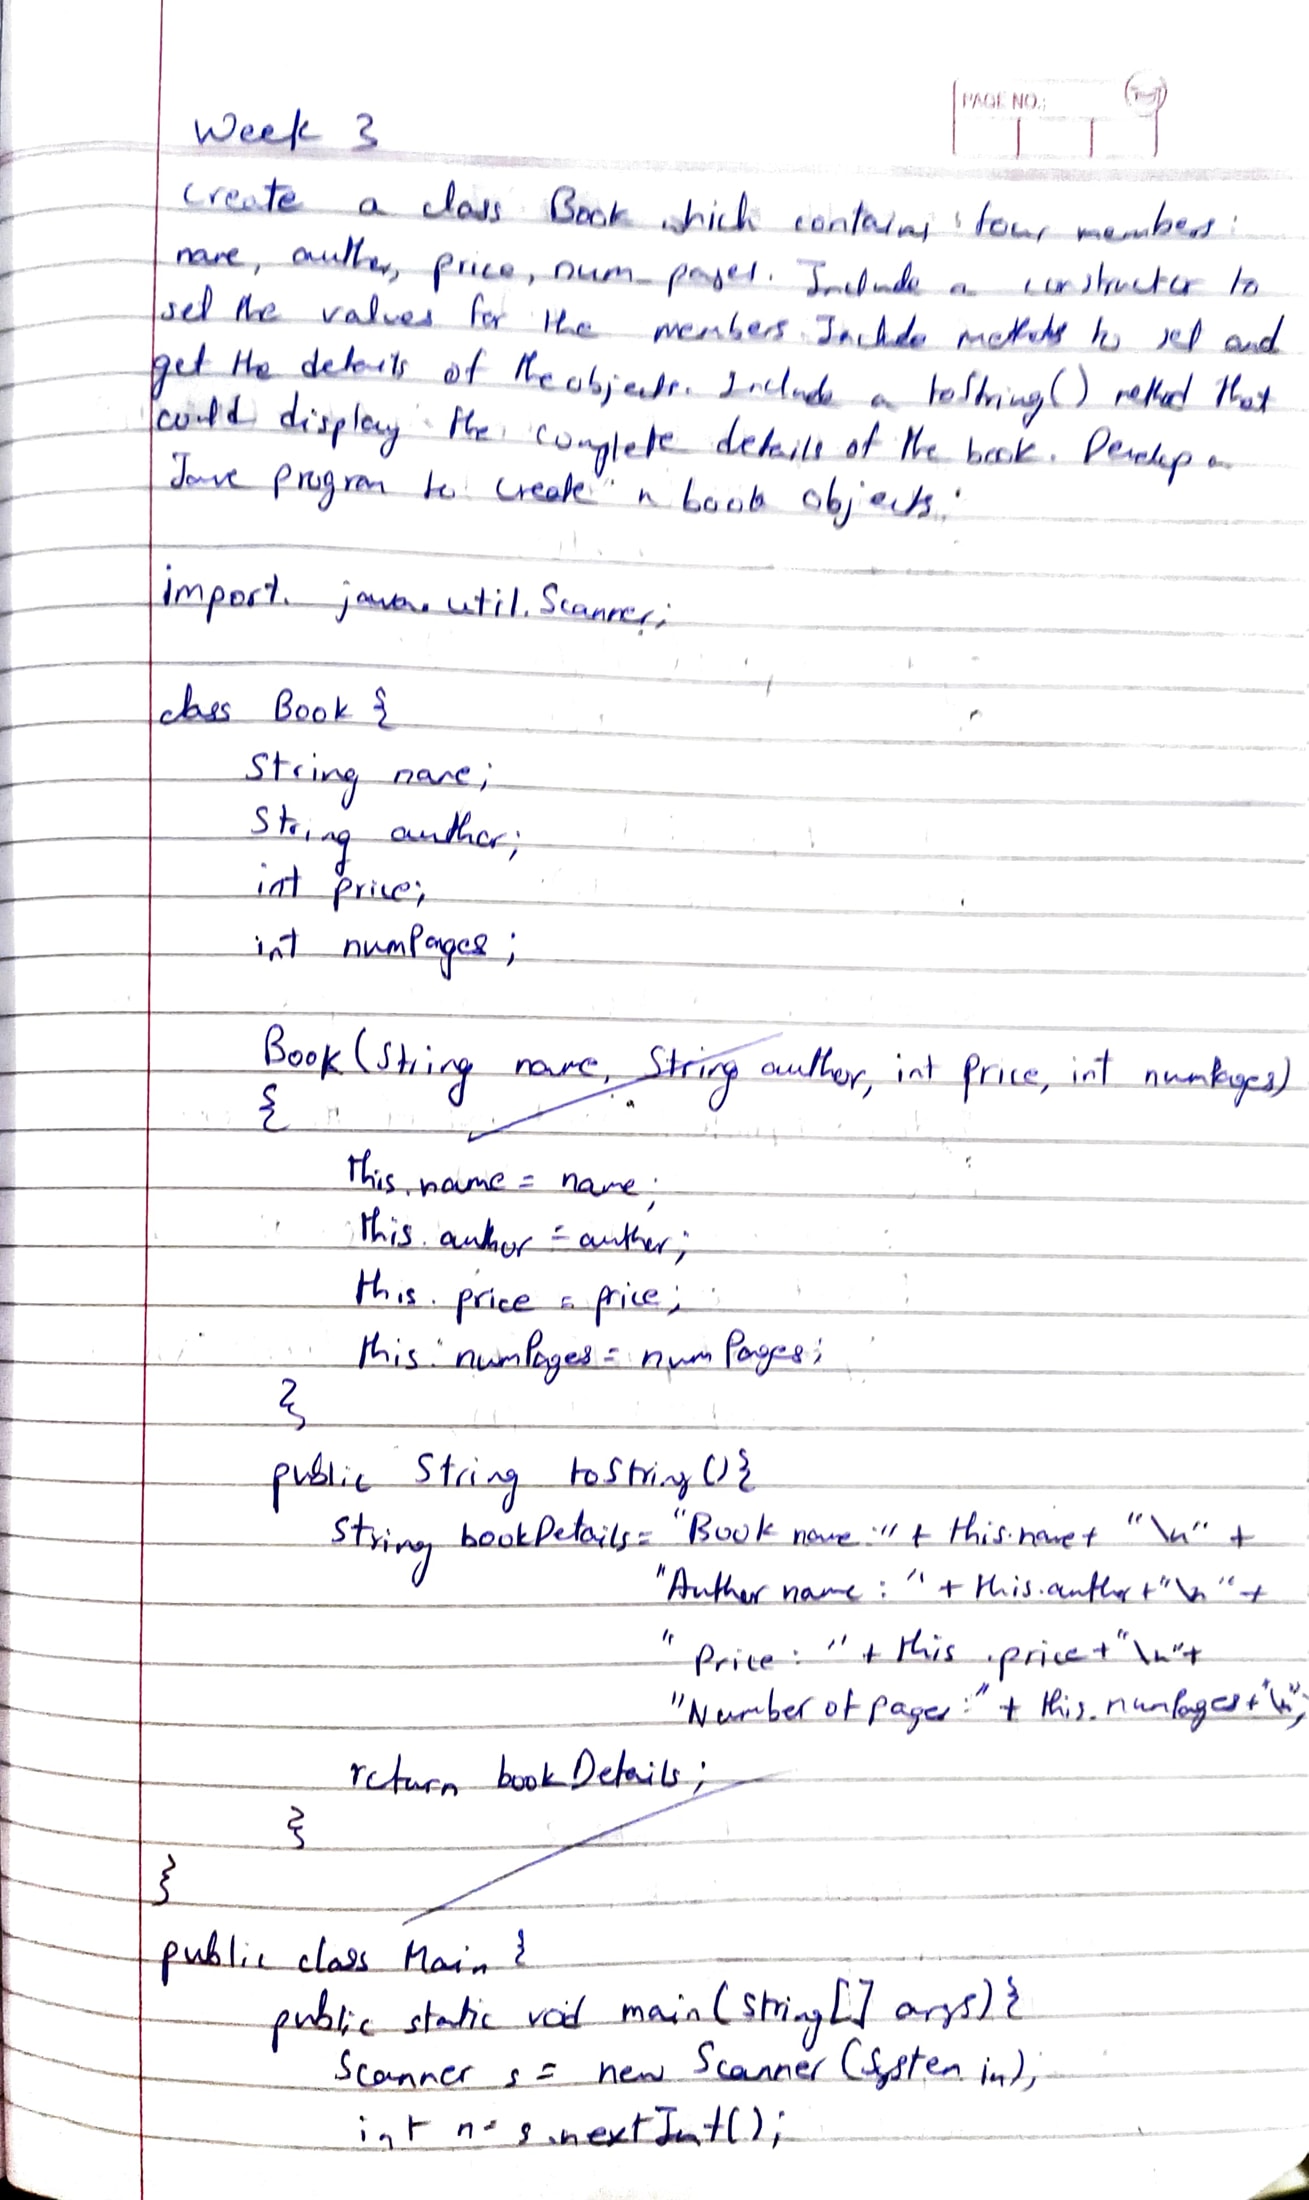 PAGE NO.:
Week 3
create a class Book which contains four members:
name, author, price, num_pages. Include a constructor to
set the values for the members. Include methods to set and
get the details of the objects. Include a toString() method that
could display the complete details of the book. Develop a
Java program to create n book objects.
import java.util.Scanner;
class Book {
String name;
String author;
int price;
int numPages;
Book (String name, String author, int price, int numPages)
{
this.name = name;
this.author = author;
this.price = price;
this.numPages = numPages;
}
public String toString(){
String bookDetails = "Book name:" + this.name + "\n" +
"Author name: " + this.author + "\n" +
"Price: " + this.price + "\n" +
"Number of pages:" + this.numPages + "\n";
return bookDetails;
}
}
public class Main {
public static void main(String[] args){
Scanner s = new Scanner(System.in);
int n = s.nextInt();